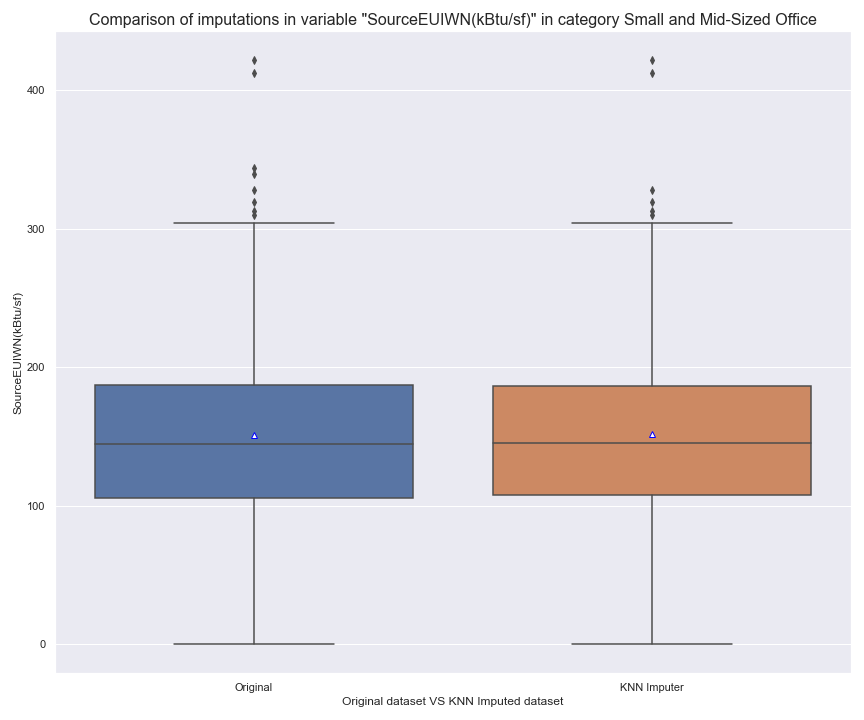 Comparison of imputations in variable "SourceEUIWN(kBtu/sf)" in category Small and Mid-Sized Office
400
300
200
100
0
SourceEUIWN(kBtu/sf)
Original
KNN Imputer
Original dataset VS KNN Imputed dataset